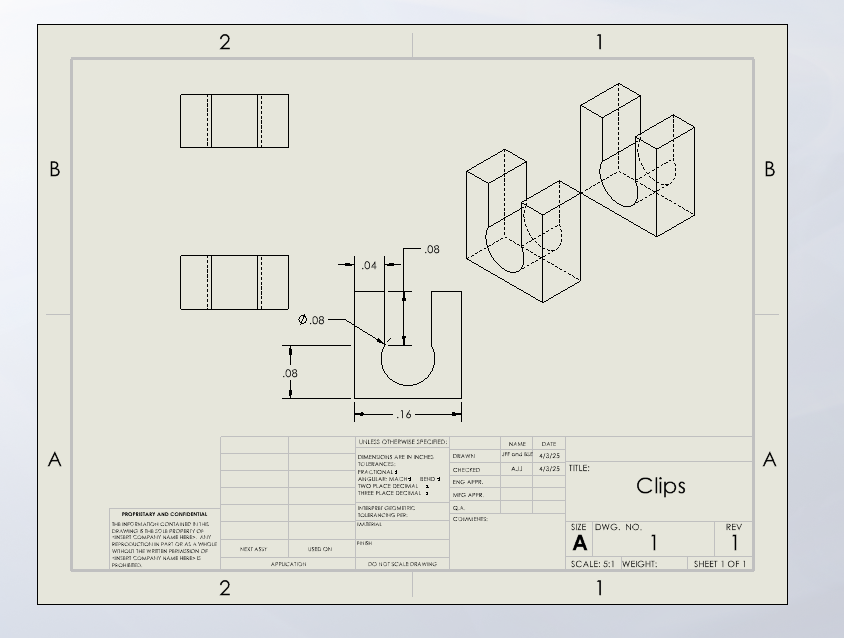 2
1
B
B
.08
.04
Ø.08
.08
.16
A
A
UNLESS OTHERWISE SPECIFIED:
DIMENSIONS ARE IN INCHES
TOLERANCES:
FRACTIONAL
ANGULAR: MACH BEND
TWO PLACE DECIMAL
THREE PLACE DECIMAL
INTERPRET GEOMETRIC
TOLERANCING PER:
MATERIAL
FINISH
DO NOT SCALE DRAWING
NAME DATE
DRAWN 4/3/25
CHECKED AJJ 4/3/25
ENG APPR.
MFG APPR.
Q.A.
COMMENTS:
TITLE:
Clips
SIZE DWG. NO. REV
A 1 1
SCALE: 5:1 WEIGHT: SHEET 1 OF 1
PROPRIETARY AND CONFIDENTIAL
THE INFORMATION CONTAINED IN THIS
DRAWING IS THE SOLE PROPERTY OF
<INSERT COMPANY NAME HERE>. ANY
REPRODUCTION IN PART OR AS A WHOLE
WITHOUT THE WRITTEN PERMISSION OF
<INSERT COMPANY NAME HERE> IS
PROHIBITED.
NEXT ASSY USED ON
APPLICATION
2
1